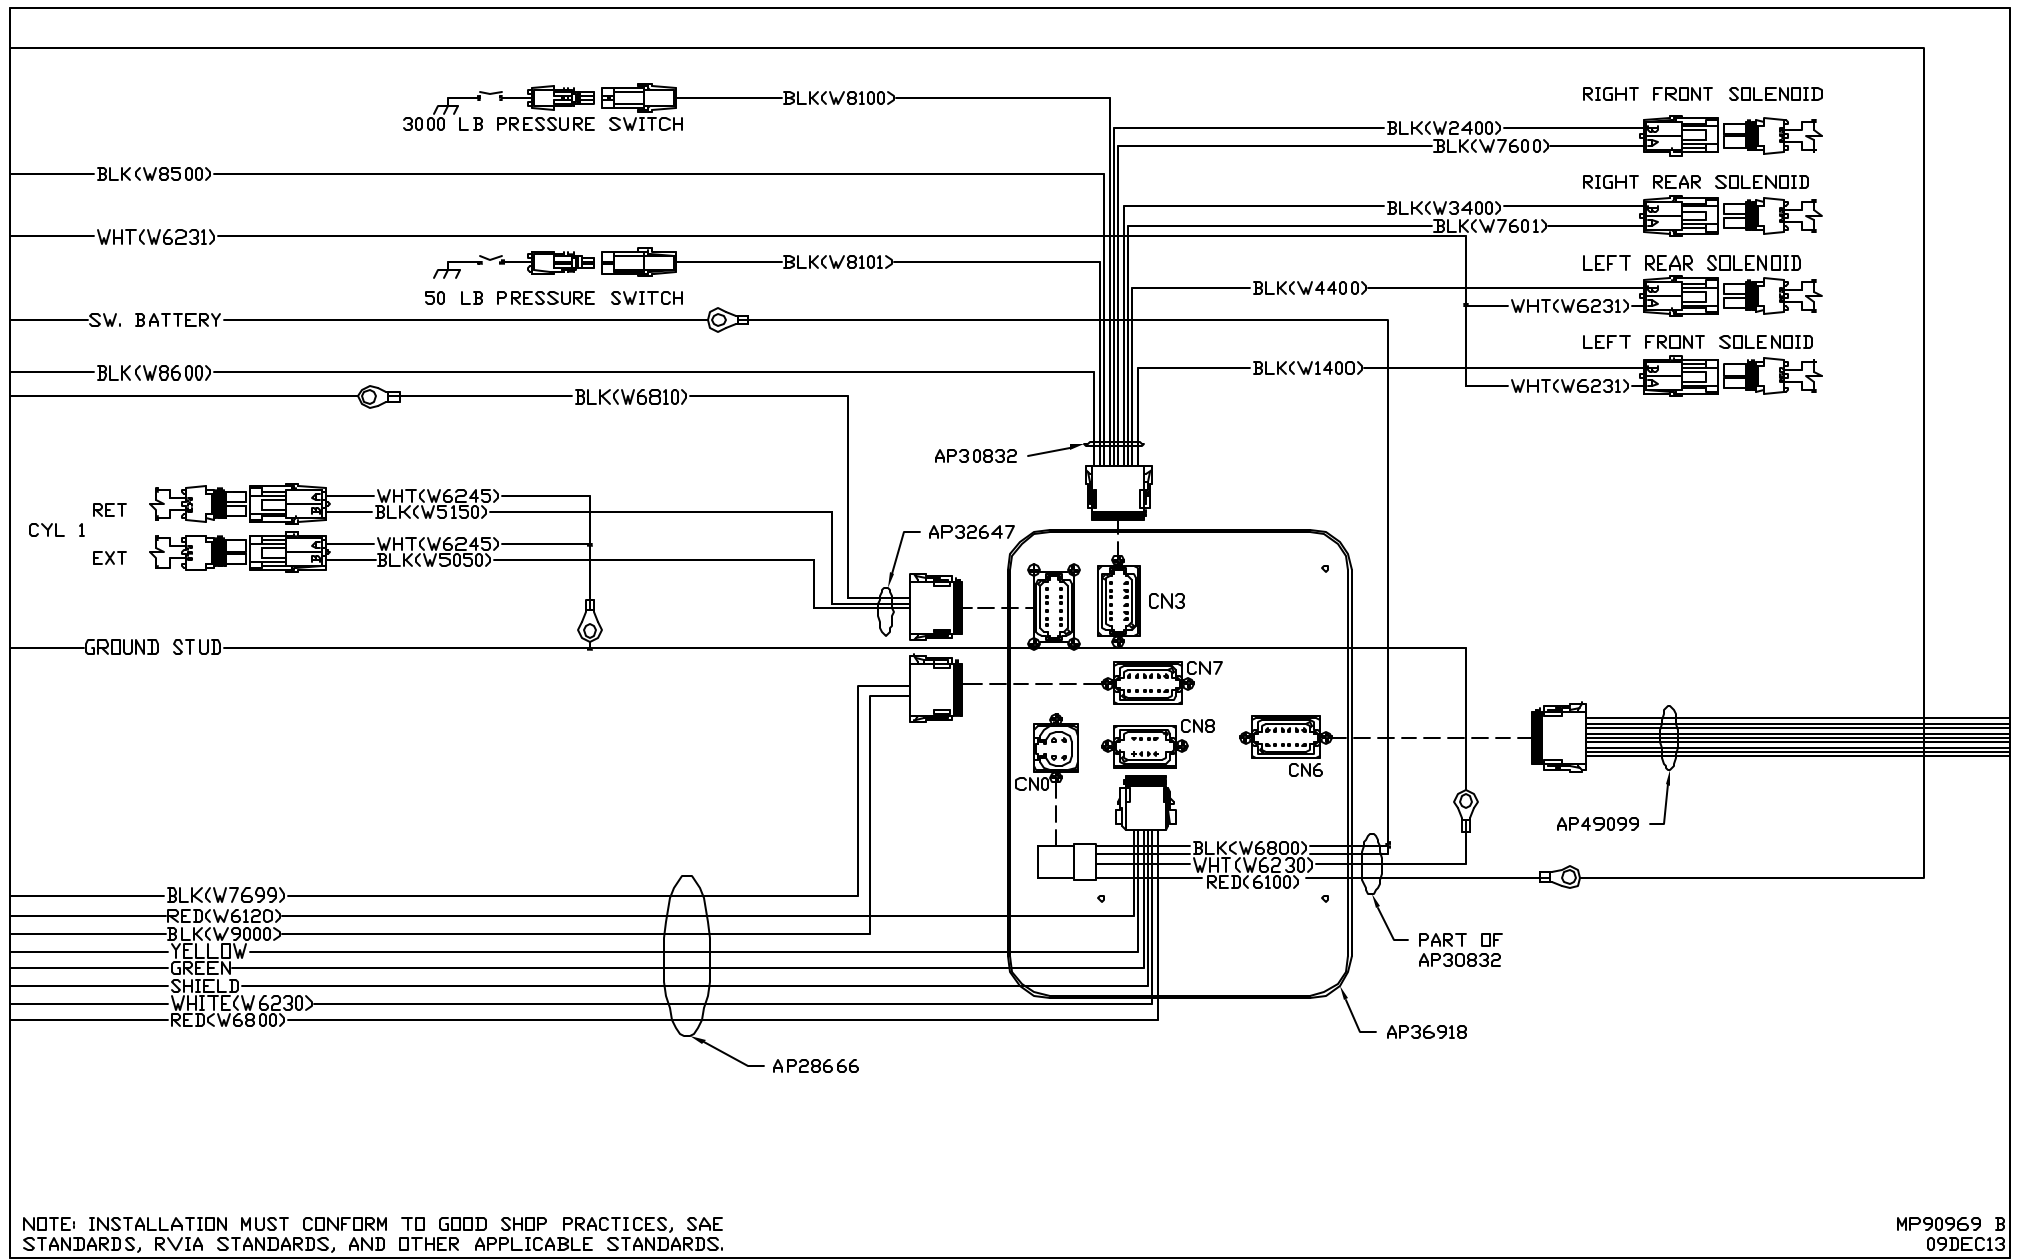 BLK(W8100)
3000 LB PRESSURE SWITCH
RIGHT FRONT SOLENOID
BLK(W2400)
B
A
BLK(W7600)
BLK(W8500)
RIGHT REAR SOLENOID
BLK(W3400)
B
A
BLK(W7601)
WHT(W6231)
BLK(W8101)
50 LB PRESSURE SWITCH
LEFT REAR SOLENOID
BLK(W4400)
B
A
WHT(W6231)
SW. BATTERY
LEFT FRONT SOLENOID
BLK(W8600)
BLK(W1400)
B
A
WHT(W6231)
BLK(W6810)
AP30832
CYL 1
RET
A
B
WHT(W6245)
BLK(W5150)
EXT
A
B
WHT(W6245)
BLK(W5050)
AP32647
CN3
GROUND STUD
CN7
CN8
CN6
CN0
AP49099
BLK(W6800)
WHT(W6230)
RED(6100)
BLK(W7699)
RED(W6120)
BLK(W9000)
YELLOW
GREEN
SHIELD
WHITE(W6230)
RED(W6800)
PART OF
AP30832
AP36918
AP28666
NOTE: INSTALLATION MUST CONFORM TO GOOD SHOP PRACTICES, SAE
STANDARDS, RVIA STANDARDS, AND OTHER APPLICABLE STANDARDS.
MP90969 B
09DEC13